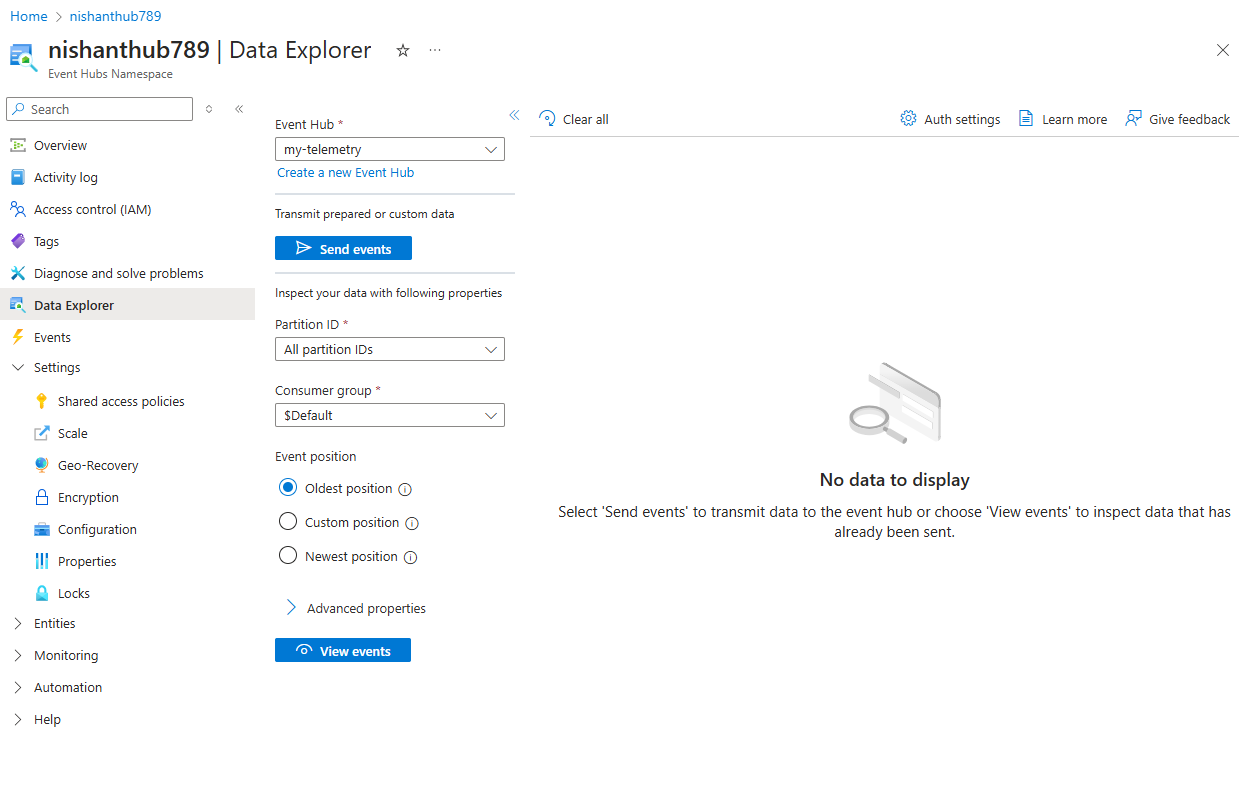 Home > nishanthub789
nishanthub789 | Data Explorer
Event Hubs Namespace
Search
Overview
Activity log
Access control (IAM)
Tags
Diagnose and solve problems
Data Explorer
Events
Settings
Shared access policies
Scale
Geo-Recovery
Encryption
Configuration
Properties
Locks
Entities
Monitoring
Automation
Help
Event Hub *
my-telemetry
Create a new Event Hub
Transmit prepared or custom data
Send events
Inspect your data with following properties
Partition ID *
All partition IDs
Consumer group *
$Default
Event position
Oldest position
Custom position
Newest position
Advanced properties
View events
Clear all
Auth settings
Learn more
Give feedback
No data to display
Select 'Send events' to transmit data to the event hub or choose 'View events' to inspect data that has
already been sent.